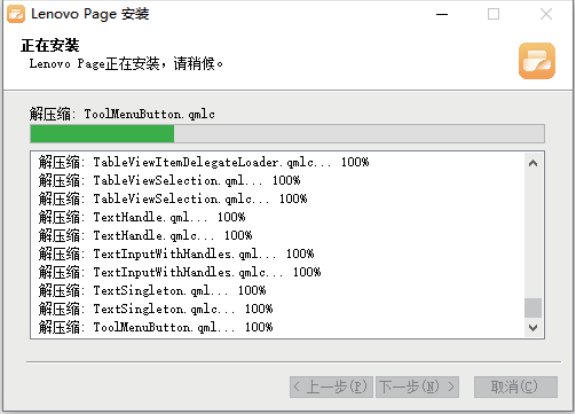 Lenovo Page 安装
正在安装
Lenovo Page正在安装，请稍候。
解压缩: ToolMenuButton.qmlc
解压缩: TableViewItemDelegateLoader.qmlc... 100%
解压缩: TableViewSelection.qml... 100%
解压缩: TableViewSelection.qmlc... 100%
解压缩: TextHandle.qml... 100%
解压缩: TextHandle.qmlc... 100%
解压缩: TextInputWithHandles.qml... 100%
解压缩: TextInputWithHandles.qmlc... 100%
解压缩: TextSingleton.qml... 100%
解压缩: TextSingleton.qmlc... 100%
解压缩: ToolMenuButton.qml... 100%
< 上一步(P) 下一步(N) > 取消(C)